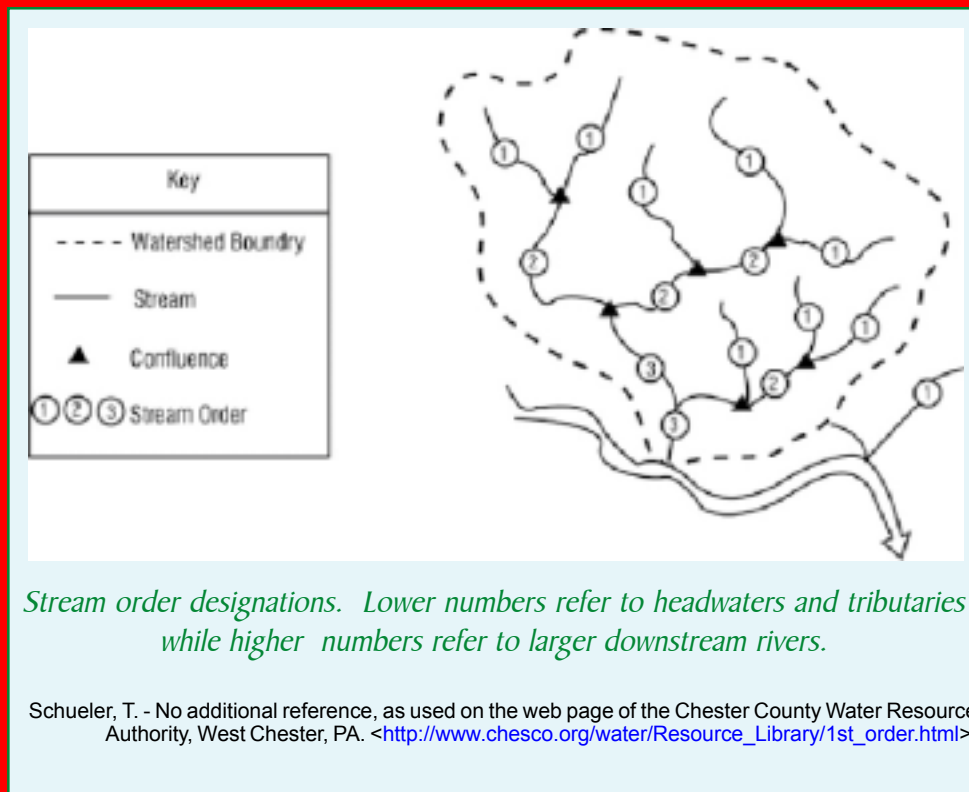 Key
Watershed Boundry
Stream
Confluence
1 2 3 Stream Order
1
1
1
1
2
2
1
2
1
1
1
3
1
2
1
3
Stream order designations. Lower numbers refer to headwaters and tributaries
while higher numbers refer to larger downstream rivers.
Schueler, T. - No additional reference, as used on the web page of the Chester County Water Resource
Authority, West Chester, PA. <http://www.chesco.org/water/Resource_Library/1st_order.html>